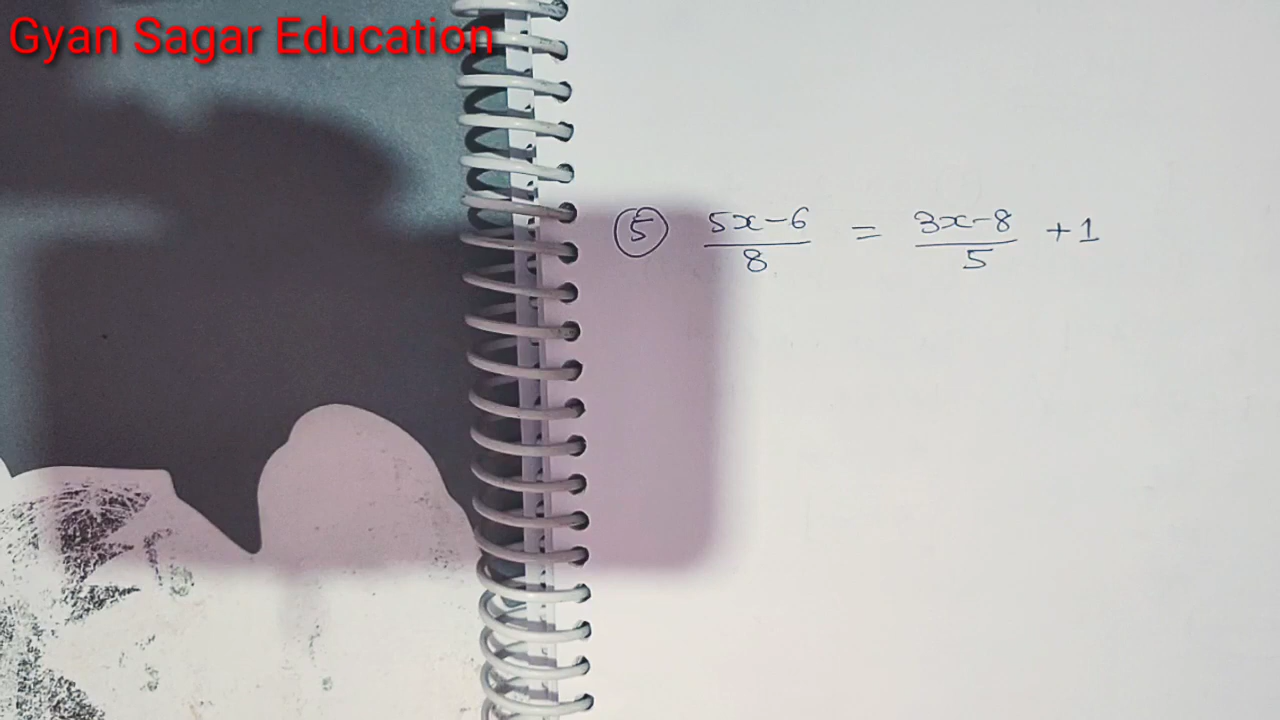 Gyan Sagar Education
⑤ (5x-6)/8 = (3x-8)/5 +1